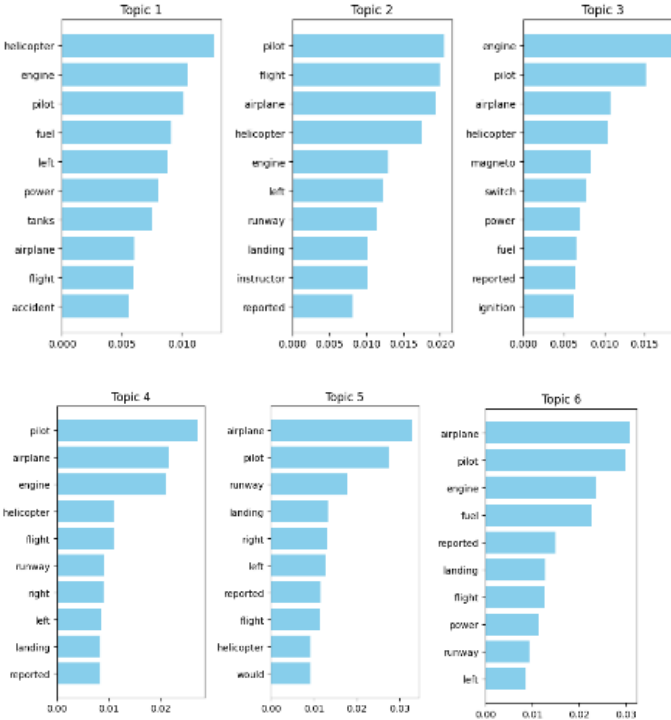 Topic 1
helicopter
engine
pilot
fuel
left
power
tanks
airplane
flight
accident
0.000 0.005 0.010
Topic 2
pilot
flight
airplane
helicopter
engine
left
runway
landing
instructor
reported
0.000 0.005 0.010 0.015 0.020
Topic 3
engine
pilot
airplane
helicopter
magneto
switch
power
fuel
reported
ignition
0.000 0.005 0.010 0.015
Topic 4
pilot
airplane
engine
helicopter
flight
runway
right
left
landing
reported
0.00 0.01 0.02
Topic 5
airplane
pilot
runway
landing
right
left
reported
flight
helicopter
would
0.00 0.01 0.02 0.03
Topic 6
airplane
pilot
engine
fuel
reported
landing
flight
power
runway
left
0.00 0.01 0.02 0.03